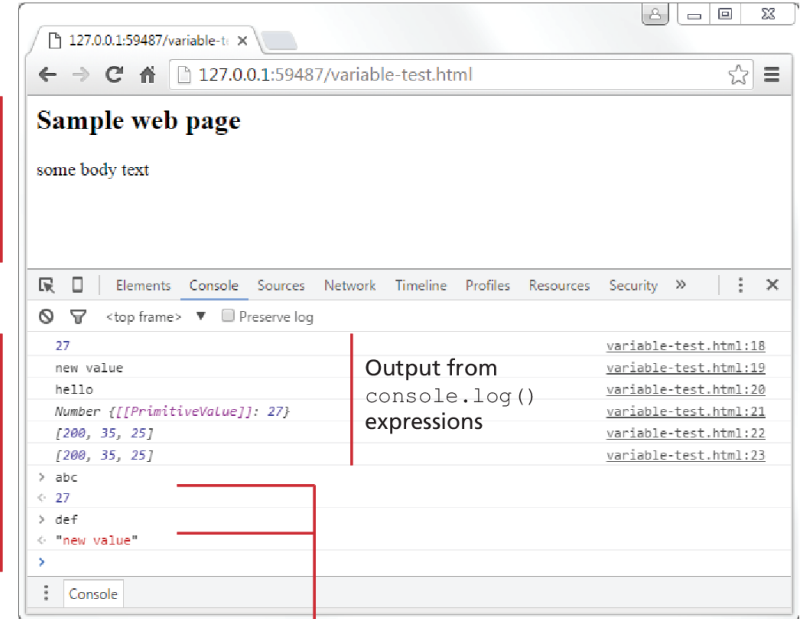 127.0.0.1:59487/variable-t
127.0.0.1:59487/variable-test.html
Sample web page
some body text
Elements Console Sources Network Timeline Profiles Resources Security »
<top frame> ▼ Preserve log
27 variable-test.html:18
new value variable-test.html:19
hello variable-test.html:20
Number {[[PrimitiveValue]]: 27} variable-test.html:21
[200, 35, 25] variable-test.html:22
[200, 35, 25] variable-test.html:23
Output from
console.log()
expressions
> abc
27
> def
"new value"
>
Console